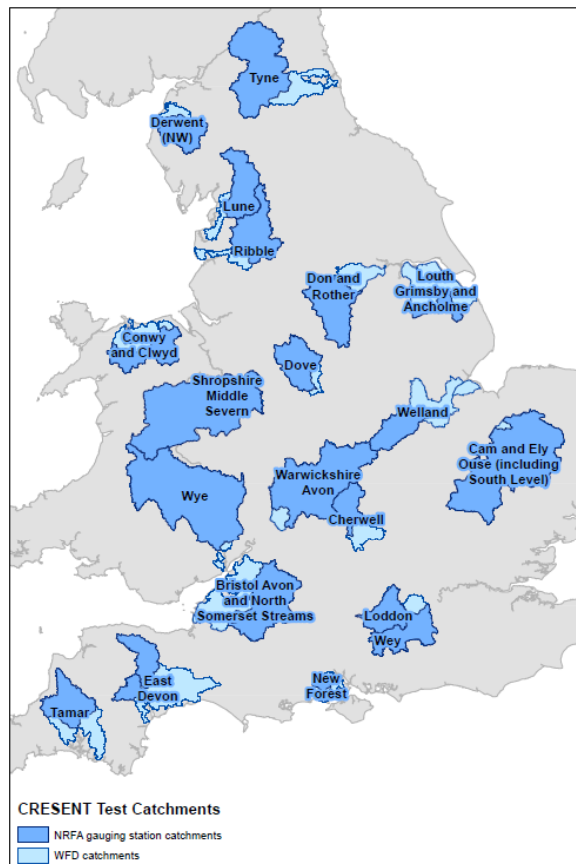 Tyne
Derwent
(NW)
Lune
Ribble
Don and
Rother
Louth
Grimsby and
Ancholme
Conwy
and Clwyd
Dove
Shropshire
Middle
Severn
Welland
Cam and Ely
Ouse (including
South Level)
Warwickshire
Avon
Wye
Cherwell
Bristol Avon
and North
Somerset Streams
Loddon
Wey
East
Devon
New
Forest
Tamar
CRESENT Test Catchments
NRFA gauging station catchments
WFD catchments